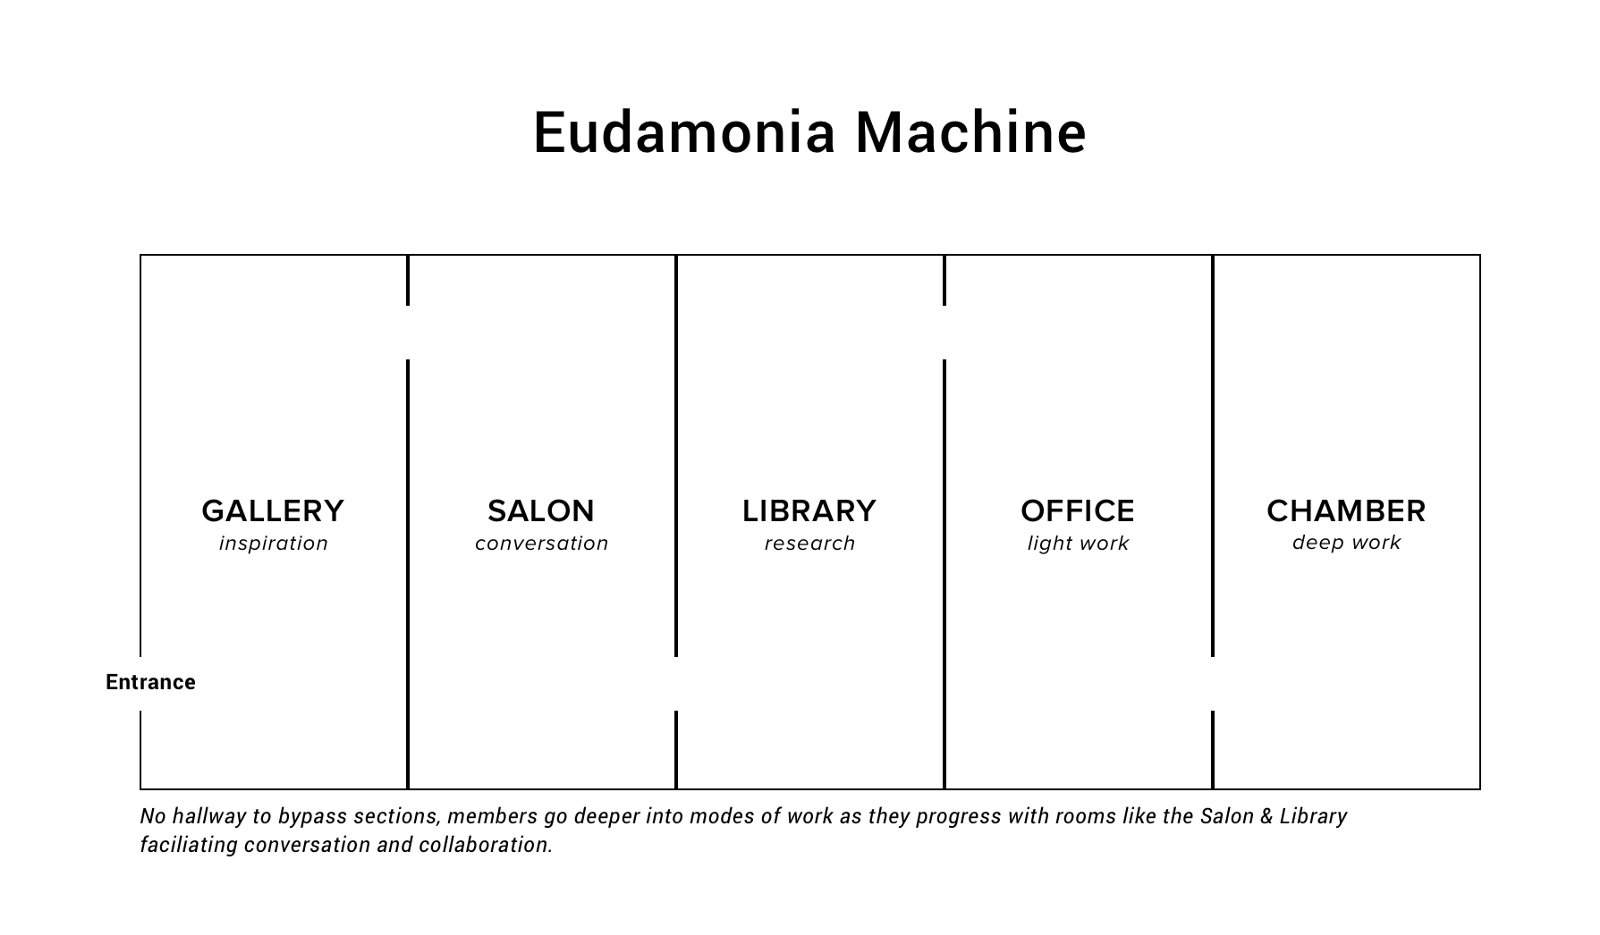 Eudamonia Machine
GALLERY
inspiration
SALON
conversation
LIBRARY
research
OFFICE
light work
CHAMBER
deep work
Entrance
No hallway to bypass sections, members go deeper into modes of work as they progress with rooms like the Salon & Library
faciliating conversation and collaboration.